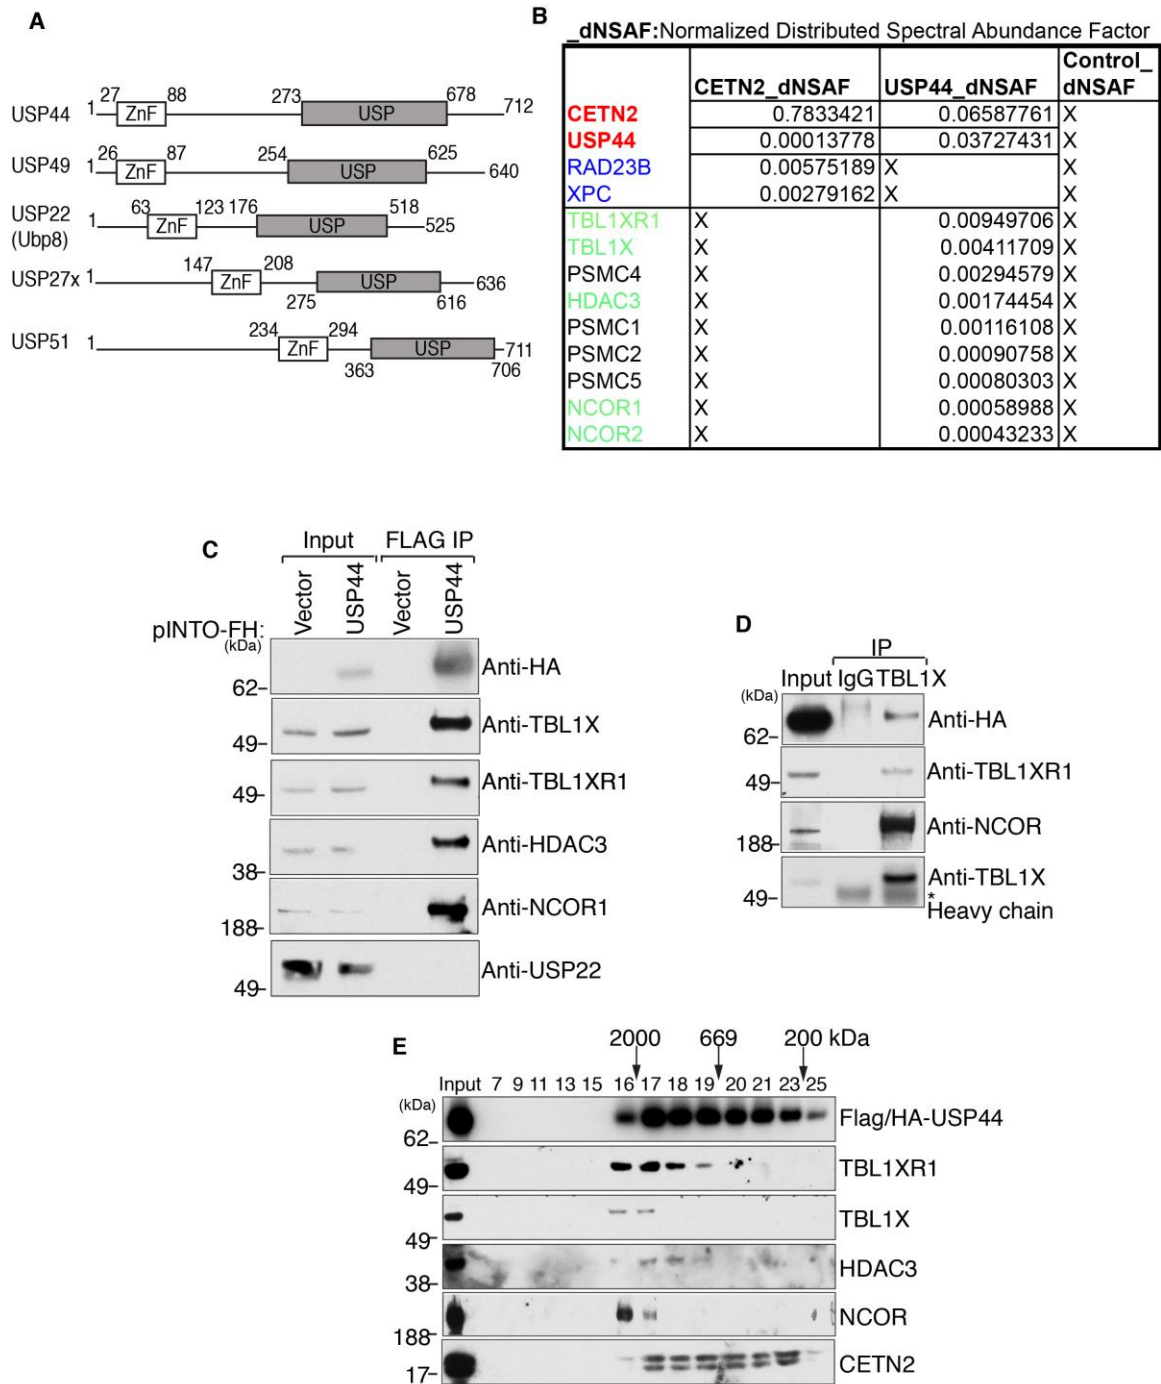 A
USP44 1 27 ZnF 88 273 USP 678 712
USP49 1 26 ZnF 87 254 USP 625 640
USP22 (Ubp8) 1 63 ZnF 123 176 USP 518 525
USP27x 1 147 ZnF 208 275 USP 616 636
USP51 1 234 ZnF 294 363 USP 706 711
B
_dNSAF:Normalized Distributed Spectral Abundance Factor
CETN2_dNSAF USP44_dNSAF Control_dNSAF
CETN2 0.7833421 0.06587761 X
USP44 0.00013778 0.03727431 X
RAD23B 0.00575189 X X
XPC 0.00279162 X X
TBL1XR1 X 0.00949706 X
TBL1X X 0.00411709 X
PSMC4 X 0.00294579 X
HDAC3 X 0.00174454 X
PSMC1 X 0.00116108 X
PSMC2 X 0.00090758 X
PSMC5 X 0.00080303 X
NCOR1 X 0.00058988 X
NCOR2 X 0.00043233 X
C
Input FLAG IP
pINTO-FH: Vector USP44 Vector USP44
(kDa)
62 Anti-HA
49 Anti-TBL1X
49 Anti-TBL1XR1
38 Anti-HDAC3
188 Anti-NCOR1
49 Anti-USP22
D
IP
Input IgG TBL1X
(kDa)
62 Anti-HA
49 Anti-TBL1XR1
188 Anti-NCOR
49 Anti-TBL1X
*
Heavy chain
E
2000 669 200 kDa
Input 7 9 11 13 15 16 17 18 19 20 21 23 25
(kDa)
62 Flag/HA-USP44
49 TBL1XR1
49 TBL1X
38 HDAC3
188 NCOR
17 CETN2